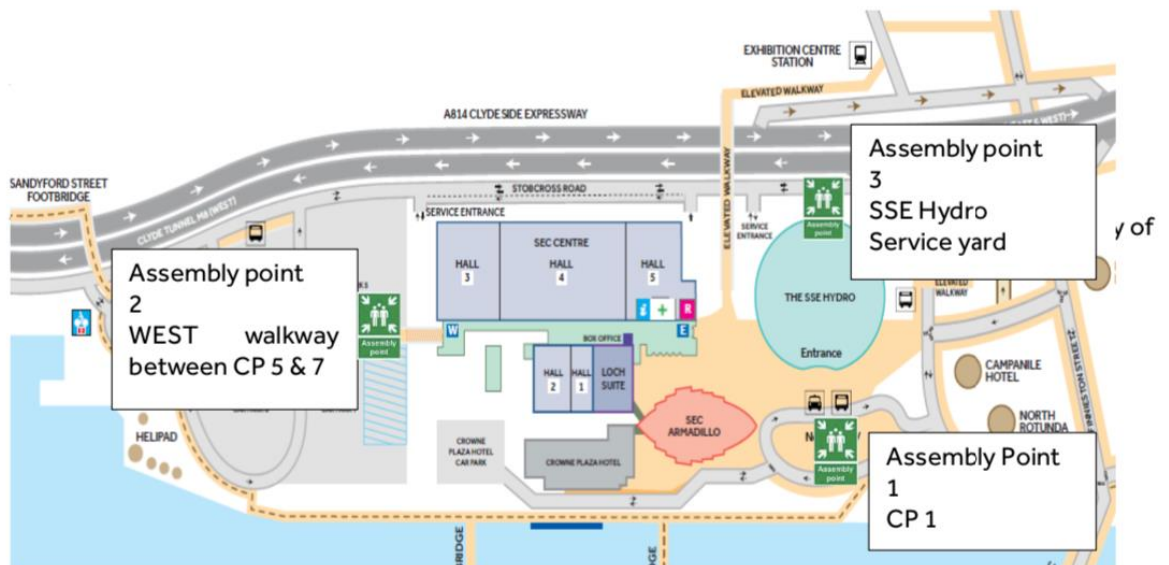 EXHIBITION CENTRE
STATION
ELEVATED WALKWAY
A814 CLYDESIDE EXPRESSWAY
SANDYFORD STREET
FOOTBRIDGE
STOBCROSS ROAD
CLYDE TUNNEL M8 (WEST)
SERVICE ENTRANCE
ELEVATED WALKWAY
SERVICE
ENTRANCE
Assembly
point
Assembly point
3
SSE Hydro
Service yard
y of
SEC CENTRE
HALL
3
HALL
4
HALL
5
R
W
E
BOX OFFICE
Assembly point
2
WEST walkway
between CP 5 & 7
Assembly
point
THE SSE HYDRO
Entrance
ELEVATED
WALKWAY
HALL
2
HALL
1
LOCH
SUITE
SEC
ARMADILLO
CAMPANILE
HOTEL
NORTH
ROTUNDA
HELIPAD
CROWNE
PLAZA HOTEL
CAR PARK
CROWNE PLAZA HOTEL
Assembly
point
Assembly Point
1
CP 1